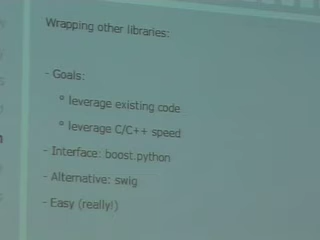 Wrapping other libraries:
- Goals:
° leverage existing code
° leverage C/C++ speed
- Interface: boost.python
- Alternative: swig
- Easy (really!)